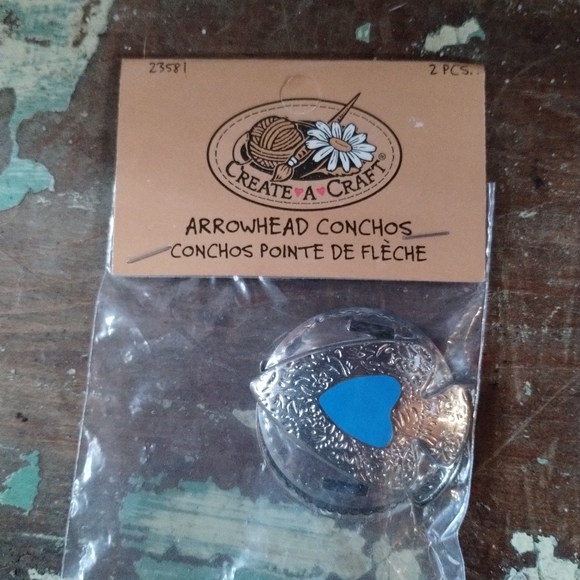 23581 2 PCS.
CREATE A CRAFT®
ARROWHEAD CONCHOS
CONCHOS POINTE DE FLÈCHE